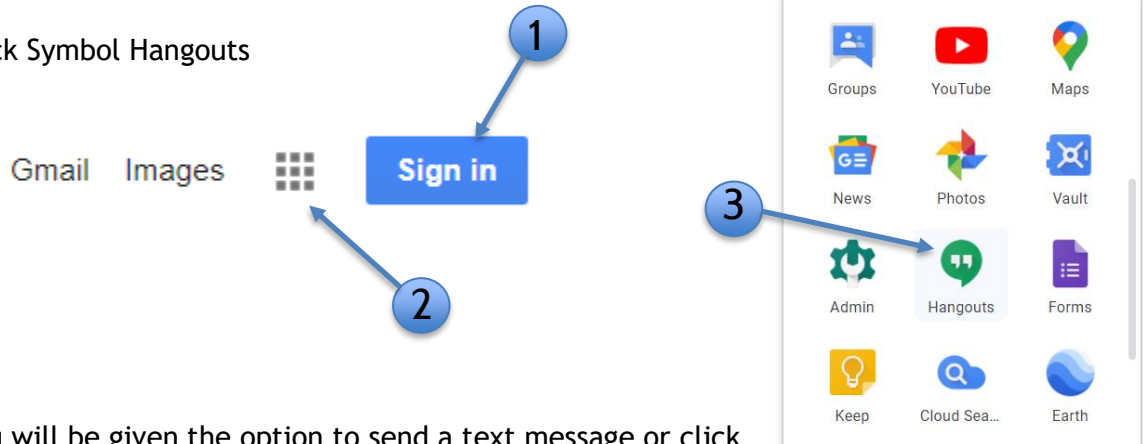 ck Symbol Hangouts
1
Gmail Images
Sign in
2
3
Groups YouTube Maps
GE
News Photos Vault
Admin Hangouts Forms
Keep Cloud Sea... Earth
will be given the option to send a text message or click